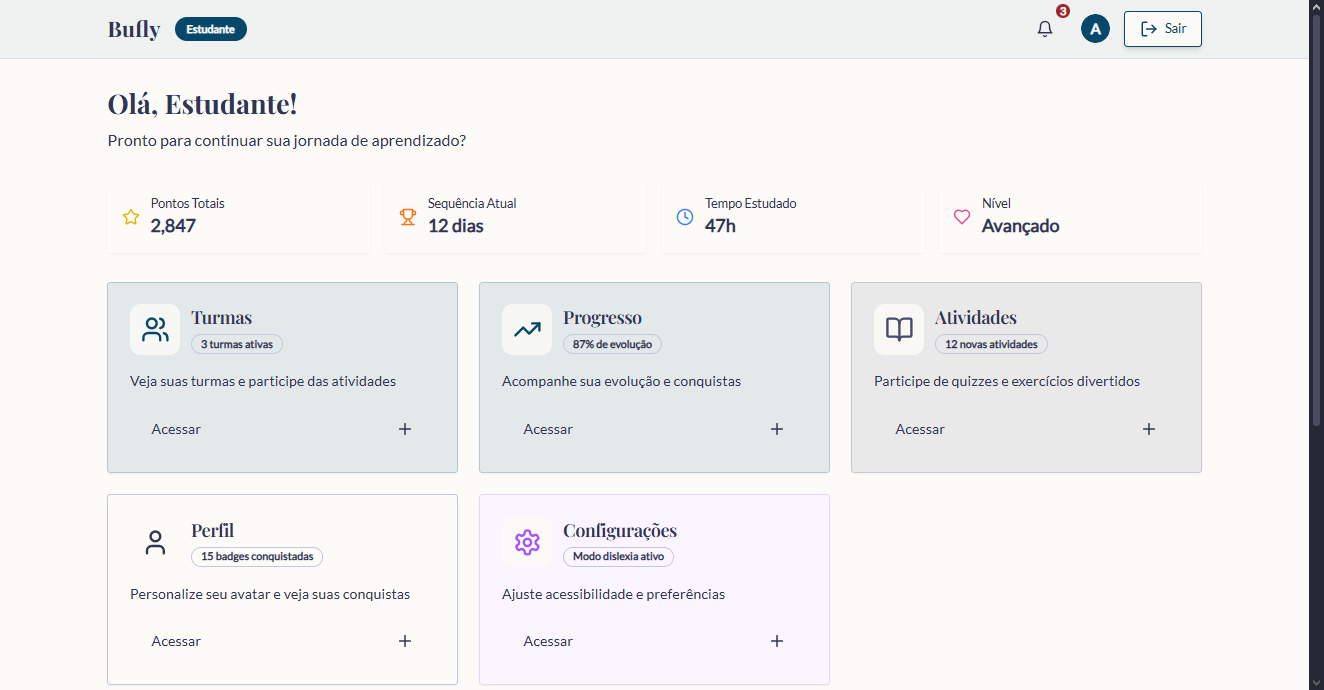 Bufly Estudante 3 A Sair
Olá, Estudante!
Pronto para continuar sua jornada de aprendizado?
Pontos Totais
2,847
Sequência Atual
12 dias
Tempo Estudado
47h
Nível
Avançado
Turmas
3 turmas ativas
Veja suas turmas e participe das atividades
Acessar
Progresso
87% de evolução
Acompanhe sua evolução e conquistas
Acessar
Atividades
12 novas atividades
Participe de quizzes e exercícios divertidos
Acessar
Perfil
15 badges conquistadas
Personalize seu avatar e veja suas conquistas
Acessar
Configurações
Modo dislexia ativo
Ajuste acessibilidade e preferências
Acessar